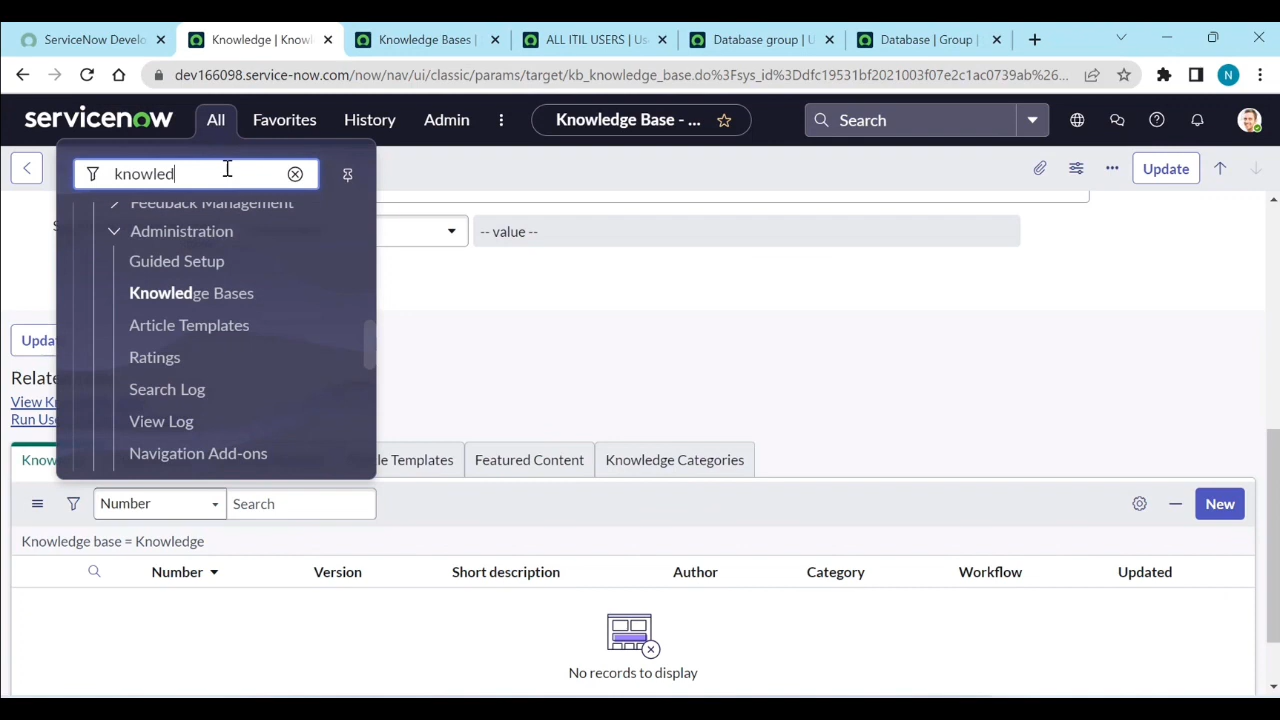 ServiceNow Develo
Knowledge | Know
Knowledge Bases |
ALL ITIL USERS | Us
Database group | U
Database | Group |
dev166098.service-now.com/now/nav/ui/classic/params/target/kb_knowledge_base.do%3Fsys_id%3Ddfc19531bf2021003f07e2c1ac0739ab%26...
N
servicenow
All
Favorites
History
Admin
Knowledge Base - ...
Search
knowled
Update
Feedback Management
Administration
-- value --
Guided Setup
Knowledge Bases
Article Templates
Upda
Ratings
Relate
Search Log
View Kn
View Log
Run Use
Navigation Add-ons
Know
le Templates
Featured Content
Knowledge Categories
Number
Search
New
Knowledge base = Knowledge
Number
Version
Short description
Author
Category
Workflow
Updated
No records to display